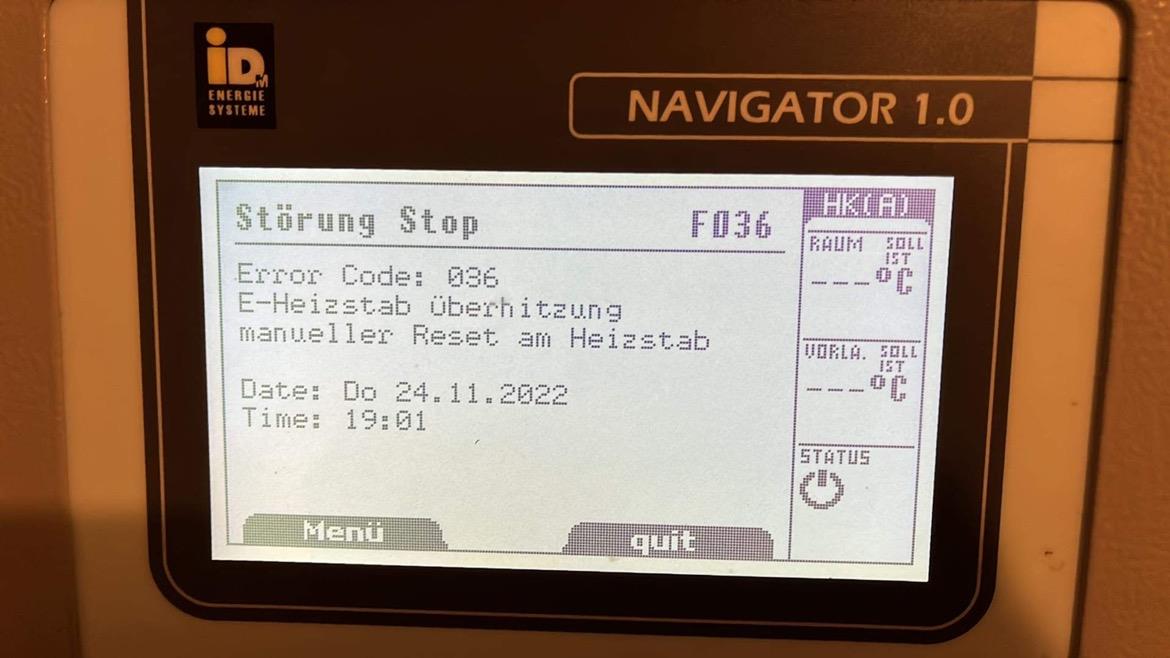 iDM
ENERGIE
SYSTEME
NAVIGATOR 1.0
Störung Stop F036
Error Code: 036
E-Heizstab überhitzung
manueller Reset am Heizstab
Date: Do 24.11.2022
Time: 19:01
Menü quit
HK(A)
RAUM SOLL
IST
---°C
VORLA. SOLL
IST
---°C
STATUS